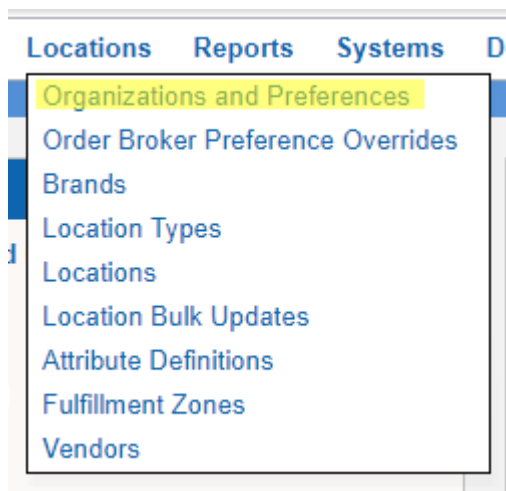 Locations Reports Systems D
Organizations and Preferences
Order Broker Preference Overrides
Brands
Location Types
Locations
d
Location Bulk Updates
Attribute Definitions
Fulfillment Zones
Vendors